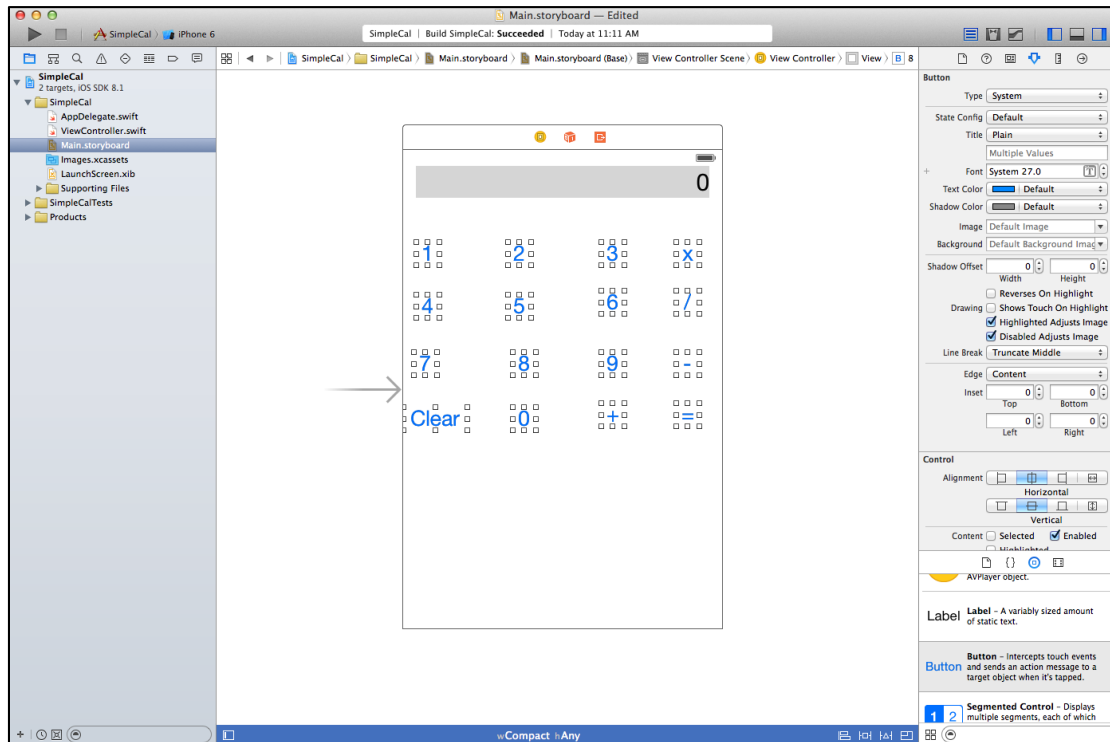 Main.storyboard — Edited
SimpleCal iPhone 6
SimpleCal | Build SimpleCal: Succeeded | Today at 11:11 AM
SimpleCal SimpleCal Main.storyboard Main.storyboard (Base) View Controller Scene View Controller View B 8
SimpleCal
2 targets, iOS SDK 8.1
SimpleCal
AppDelegate.swift
ViewController.swift
Main.storyboard
Images.xcassets
LaunchScreen.xib
Supporting Files
SimpleCalTests
Products
0
1 2 3 x
4 5 6 /
7 8 9 -
Clear 0 + =
wCompact hAny
Button
Type System
State Config Default
Title Plain
Multiple Values
+ Font System 27.0 T
Text Color Default
Shadow Color Default
Image Default Image
Background Default Background Imag
Shadow Offset 0 0
Width Height
Reverses On Highlight
Drawing Shows Touch On Highlight
Highlighted Adjusts Image
Disabled Adjusts Image
Line Break Truncate Middle
Edge Content
Inset 0 0
Top Bottom
0 0
Left Right
Control
Alignment
Horizontal
Vertical
Content Selected Enabled
Highlighted
AVPlayer object.
Label Label – A variably sized amount
of static text.
Button – Intercepts touch events
Button and sends an action message to a
target object when it's tapped.
Segmented Control – Displays
1 2 multiple segments, each of which